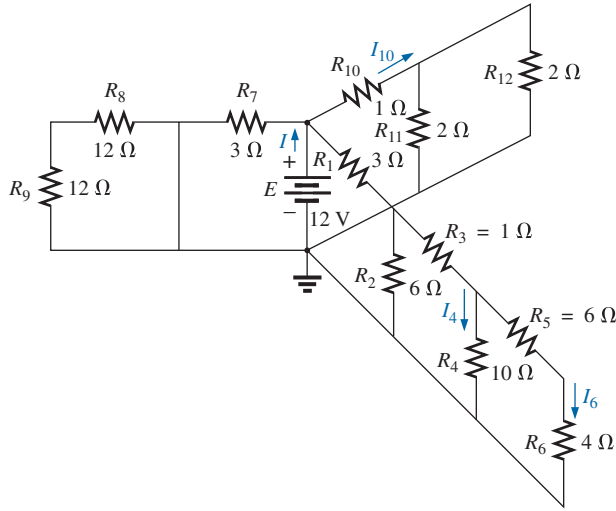 I10
R10
1 Ω
R12
2 Ω
R11
2 Ω
R8
12 Ω
R7
3 Ω
I
+
R1
3 Ω
R9
12 Ω
E
−
12 V
R3 = 1 Ω
R2
6 Ω
I4
R5 = 6 Ω
R4
10 Ω
I6
R6
4 Ω